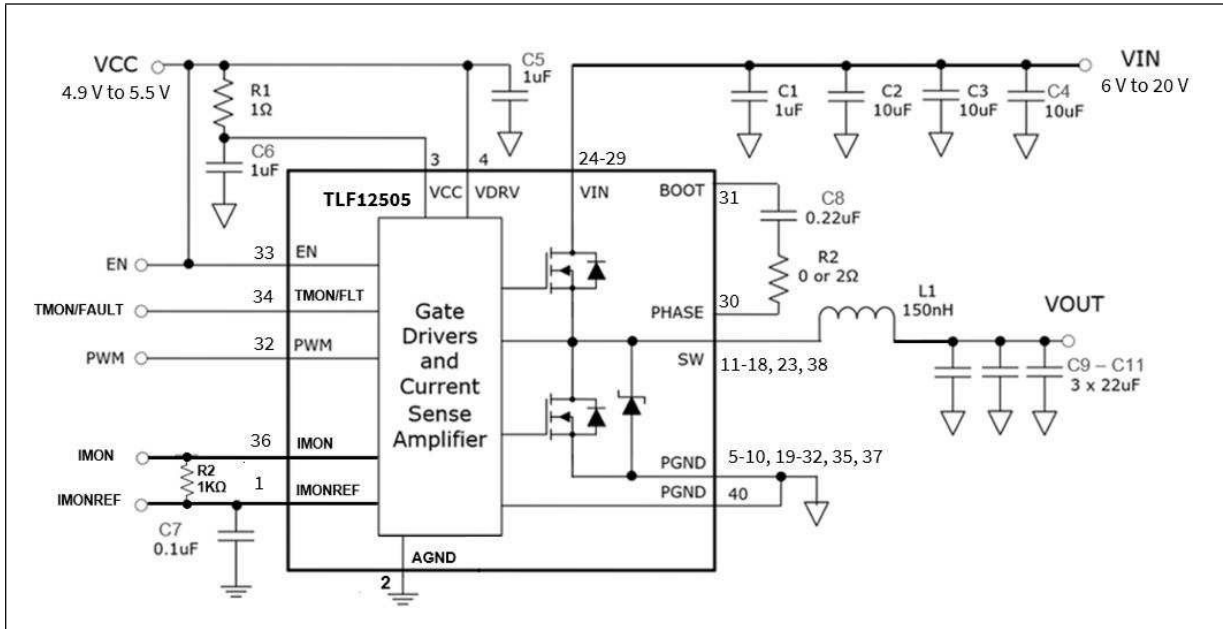 VCC
4.9 V to 5.5 V
R1
1Ω
C6
1uF
C5
1uF
VIN
6 V to 20 V
C1
1uF
C2
10uF
C3
10uF
C4
10uF
3
4
24-29
TLF12505
VCC
VDRV
VIN
BOOT
31
C8
0.22uF
R2
0 or 2Ω
PHASE
30
L1
150nH
VOUT
SW
11-18, 23, 38
C9 – C11
3 x 22uF
EN
33
EN
TMON/FAULT
34
TMON/FLT
PWM
32
PWM
Gate
Drivers
and
Current
Sense
Amplifier
IMON
36
IMON
R2
1KΩ
IMONREF
1
IMONREF
C7
0.1uF
PGND
5-10, 19-32, 35, 37
PGND
40
AGND
2